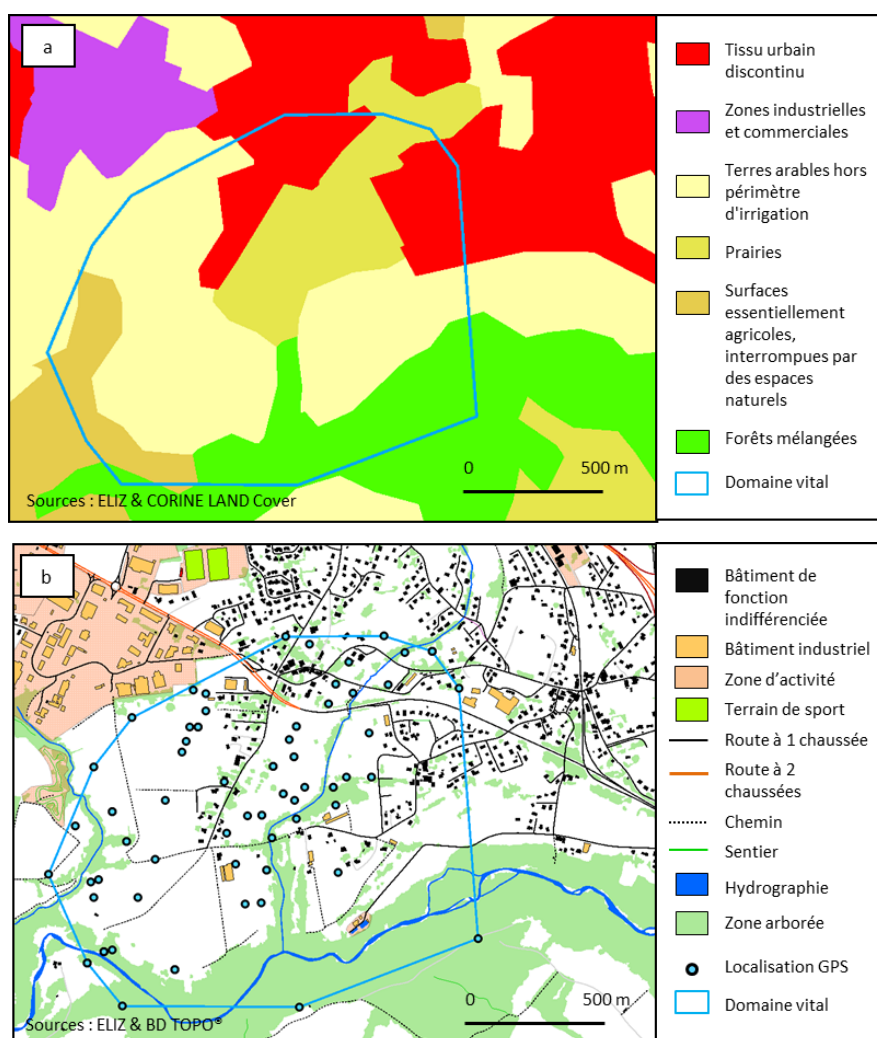 a
Tissu urbain
discontinu
Zones industrielles
et commerciales
Terres arables hors
périmètre
d'irrigation
Prairies
Surfaces
essentiellement
agricoles,
interrompues par
des espaces
naturels
Forêts mélangées
Domaine vital
0 500 m
Sources : ELIZ & CORINE LAND Cover
b
Bâtiment de
fonction
indifférenciée
Bâtiment industriel
Zone d'activité
Terrain de sport
Route à 1 chaussée
Route à 2
chaussées
Chemin
Sentier
Hydrographie
Zone arborée
Localisation GPS
Domaine vital
0 500 m
Sources : ELIZ & BD TOPO®